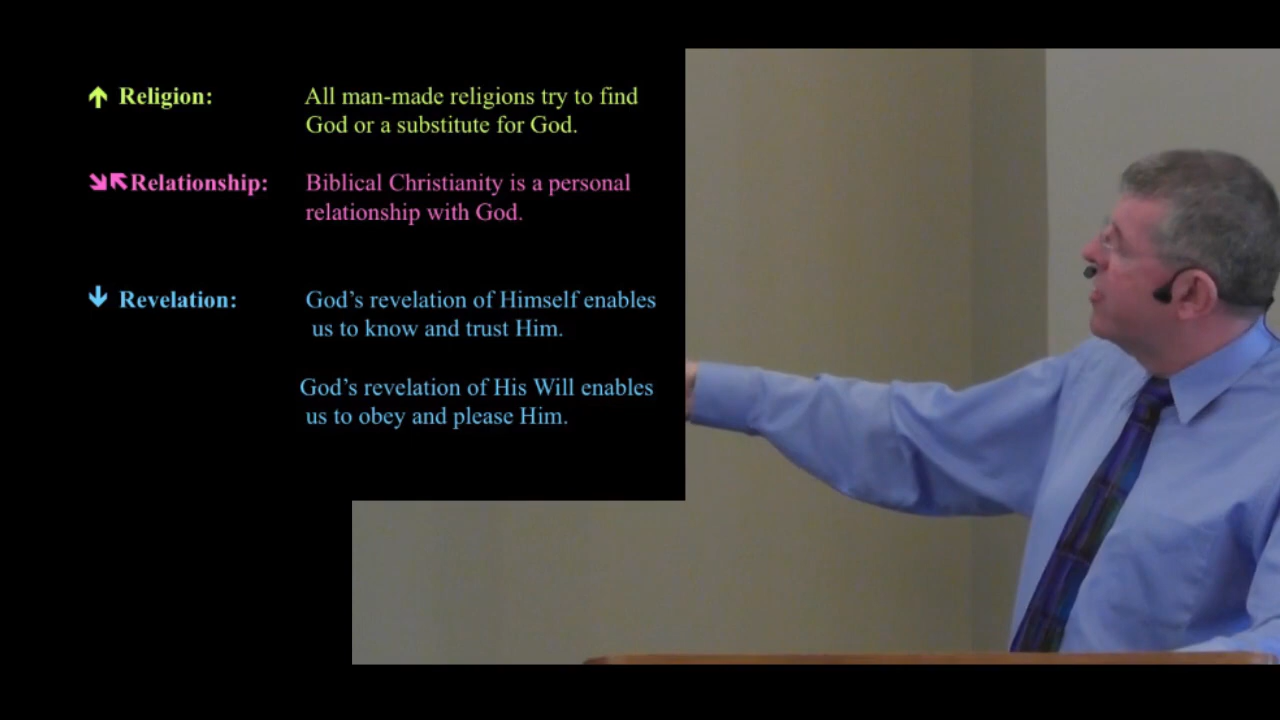 ↑ Religion: All man-made religions try to find
God or a substitute for God.
↘↖Relationship: Biblical Christianity is a personal
relationship with God.
↓ Revelation: God’s revelation of Himself enables
us to know and trust Him.
God’s revelation of His Will enables
us to obey and please Him.